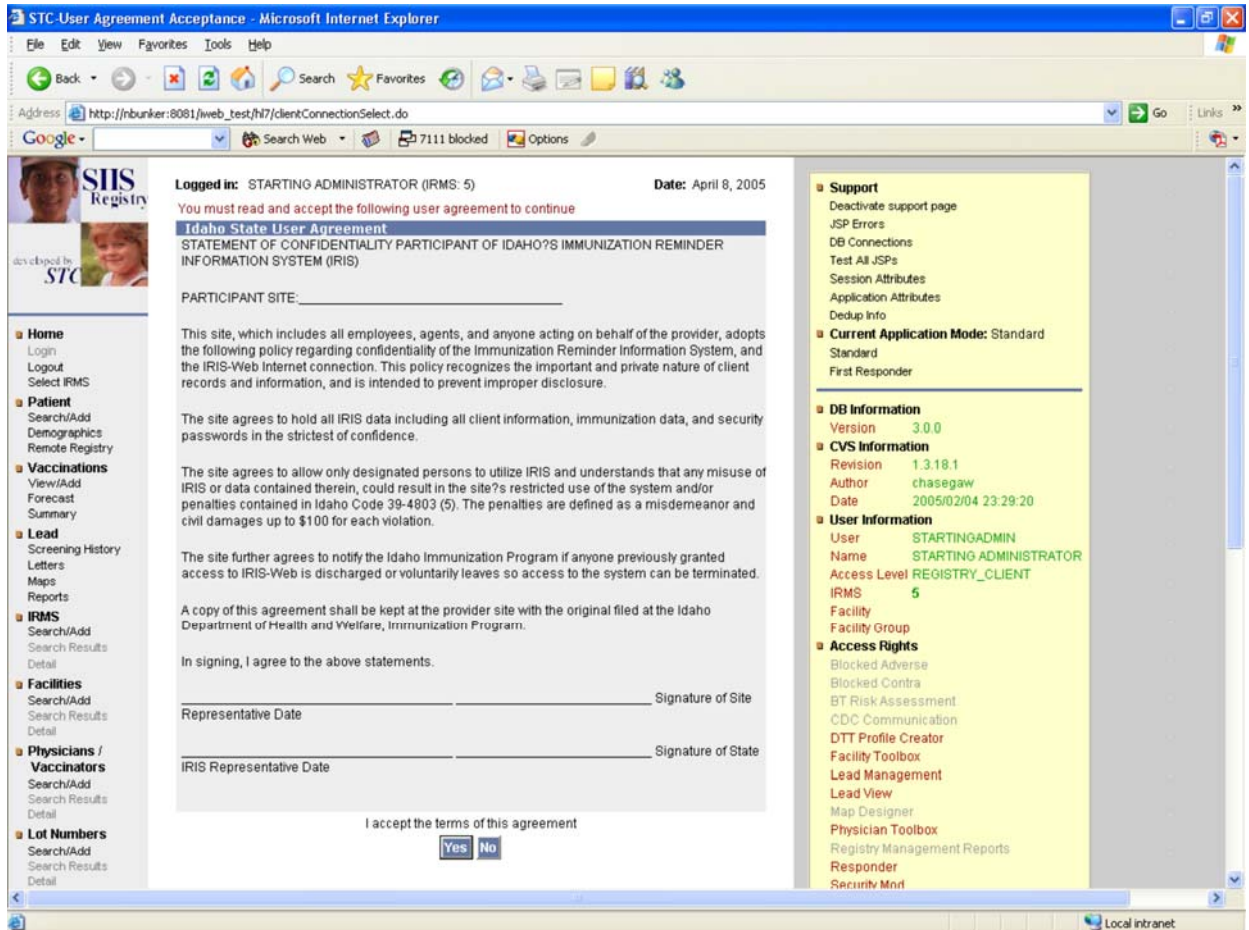 STC-User Agreement Acceptance - Microsoft Internet Explorer
File Edit View Favorites Tools Help
Back Search Favorites
Address http://nbunker:8081/iweb_test/hl7/clientConnectionSelect.do Go Links »
Google Search Web 7111 blocked Options
SIIS
Registry
developed by
STC
Home
Login
Logout
Select IRMS
Patient
Search/Add
Demographics
Remote Registry
Vaccinations
View/Add
Forecast
Summary
Lead
Screening History
Letters
Maps
Reports
IRMS
Search/Add
Search Results
Detail
Facilities
Search/Add
Search Results
Detail
Physicians /
Vaccinators
Search/Add
Search Results
Detail
Lot Numbers
Search/Add
Search Results
Detail
Logged in: STARTING ADMINISTRATOR (IRMS: 5) Date: April 8, 2005
You must read and accept the following user agreement to continue
Idaho State User Agreement
STATEMENT OF CONFIDENTIALITY PARTICIPANT OF IDAHO?S IMMUNIZATION REMINDER
INFORMATION SYSTEM (IRIS)
PARTICIPANT SITE:
This site, which includes all employees, agents, and anyone acting on behalf of the provider, adopts
the following policy regarding confidentiality of the Immunization Reminder Information System, and
the IRIS-Web Internet connection. This policy recognizes the important and private nature of client
records and information, and is intended to prevent improper disclosure.
The site agrees to hold all IRIS data including all client information, immunization data, and security
passwords in the strictest of confidence.
The site agrees to allow only designated persons to utilize IRIS and understands that any misuse of
IRIS or data contained therein, could result in the site?s restricted use of the system and/or
penalties contained in Idaho Code 39-4803 (5). The penalties are defined as a misdemeanor and
civil damages up to $100 for each violation.
The site further agrees to notify the Idaho Immunization Program if anyone previously granted
access to IRIS-Web is discharged or voluntarily leaves so access to the system can be terminated.
A copy of this agreement shall be kept at the provider site with the original filed at the Idaho
Department of Health and Welfare, Immunization Program.
In signing, I agree to the above statements.
Signature of Site
Representative Date
Signature of State
IRIS Representative Date
I accept the terms of this agreement
Yes No
Support
Deactivate support page
JSP Errors
DB Connections
Test All JSPs
Session Attributes
Application Attributes
Dedup Info
Current Application Mode: Standard
Standard
First Responder
DB Information
Version 3.0.0
CVS Information
Revision 1.3.18.1
Author chasegaw
Date 2005/02/04 23:29:20
User Information
User STARTINGADMIN
Name STARTING ADMINISTRATOR
Access Level REGISTRY_CLIENT
IRMS 5
Facility
Facility Group
Access Rights
Blocked Adverse
Blocked Contra
BT Risk Assessment
CDC Communication
DTT Profile Creator
Facility Toolbox
Lead Management
Lead View
Map Designer
Physician Toolbox
Registry Management Reports
Responder
Security Mod
Local intranet